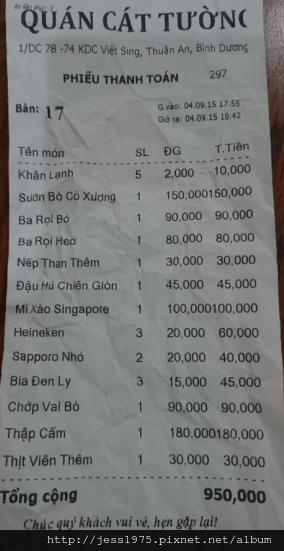 QUÁN CÁT TƯỜNG
1/DC 78 -74 KDC Việt Sing, Thuận An, Bình Dương
PHIẾU THANH TOÁN 297
Bàn: 17
G.vào: 04.09.15 17:55
Giờ ra: 04.09.15 19:42
Tên món SL ĐG T.Tiền
Khăn Lạnh 5 2,000 10,000
Sườn Bò Có Xương 1 150,000 150,000
Ba Rọi Bò 1 90,000 90,000
Ba Rọi Heo 1 80,000 80,000
Nếp Than Thêm 1 30,000 30,000
Đậu Hủ Chiên Giòn 1 45,000 45,000
Mì Xào Singapore 1 100,000 100,000
Heineken 3 20,000 60,000
Sapporo Nhỏ 2 20,000 40,000
Bia Đen Ly 3 15,000 45,000
Chớp Vai Bò 1 90,000 90,000
Thập Cẩm 1 180,000 180,000
Thịt Viên Thêm 1 30,000 30,000
Tổng cộng 950,000
Chúc quý khách vui vẻ, hẹn gặp lại!
http://jess1975.pixnet.net/album